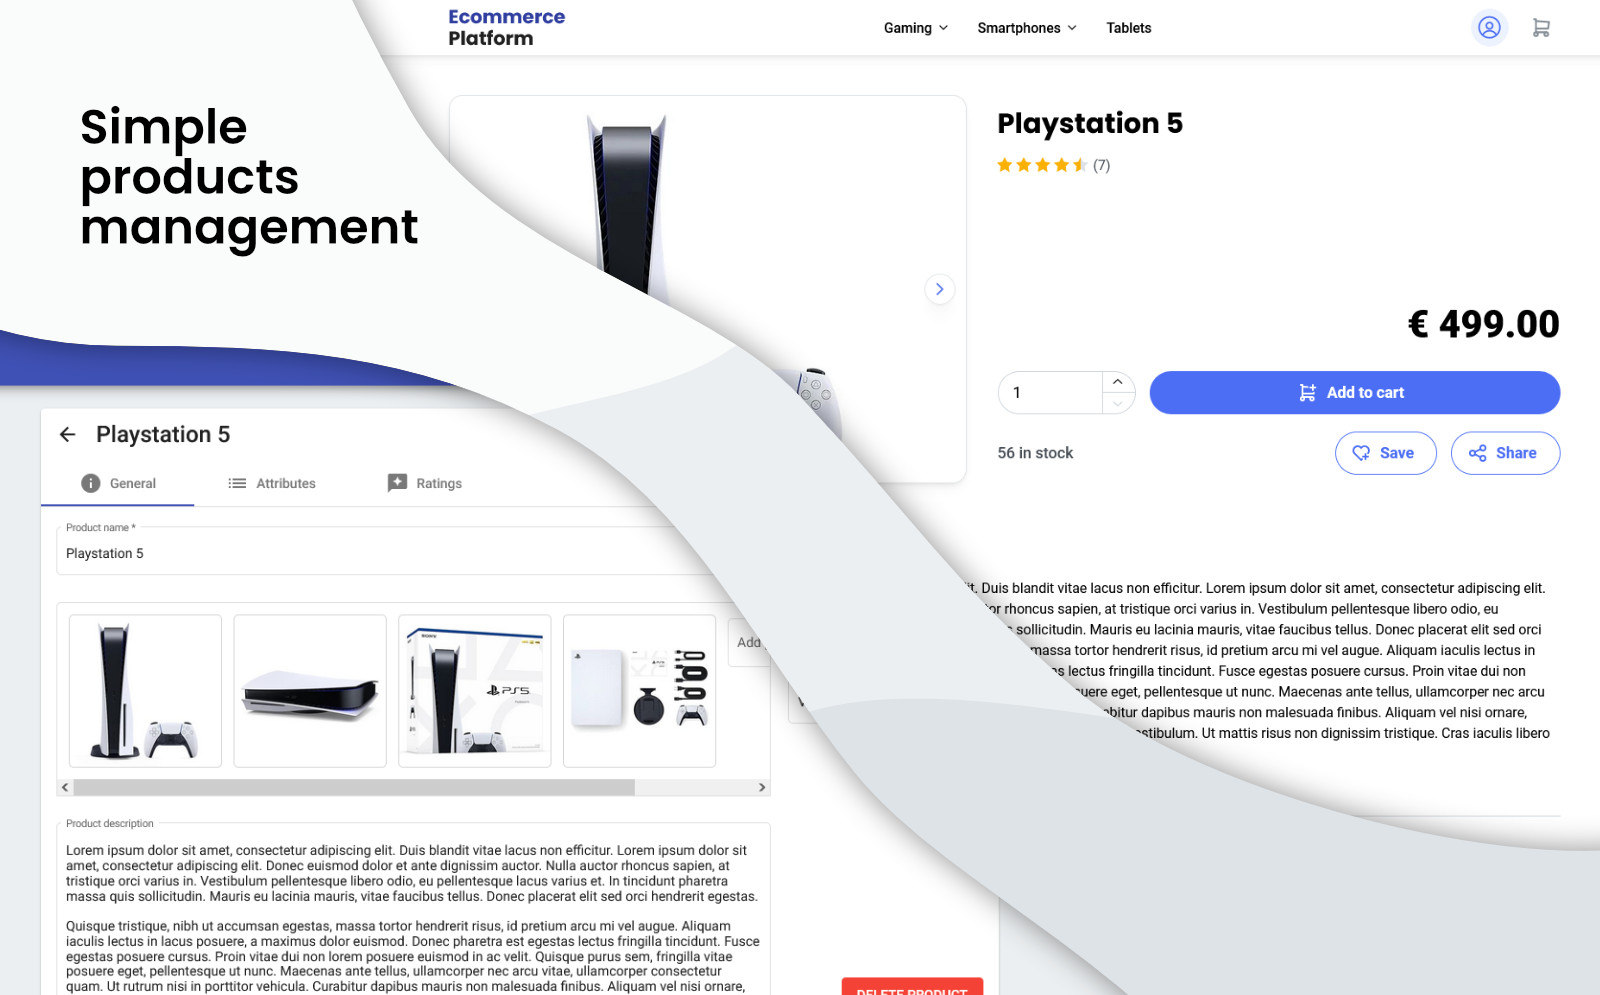 Ecommerce
Platform
Gaming
Smartphones
Tablets
Simple
products
management
Playstation 5
(7)
€ 499.00
1
Add to cart
56 in stock
Save
Share
Duis blandit vitae lacus non efficitur. Lorem ipsum dolor sit amet, consectetur adipiscing elit.
rhoncus sapien, at tristique orci varius in. Vestibulum pellentesque libero odio, eu
sollicitudin. Mauris eu lacinia mauris, vitae faucibus tellus. Donec placerat elit sed orci
massa tortor hendrerit risus, id pretium arcu mi vel augue. Aliquam iaculis lectus in
lectus fringilla tincidunt. Fusce egestas posuere cursus. Proin vitae dui non
eget, pellentesque ut nunc. Maecenas ante tellus, ullamcorper nec arcu
dapibus mauris non malesuada finibus. Aliquam vel nisi ornare,
Ut mattis risus non dignissim tristique. Cras iaculis libero
Playstation 5
General
Attributes
Ratings
Product name *
Playstation 5
SONY
PS5
Add
Product description
Lorem ipsum dolor sit amet, consectetur adipiscing elit. Duis blandit vitae lacus non efficitur. Lorem ipsum dolor sit
amet, consectetur adipiscing elit. Donec euismod dolor et ante dignissim auctor. Nulla auctor rhoncus sapien, at
tristique orci varius in. Vestibulum pellentesque libero odio, eu pellentesque lacus varius et. In tincidunt pharetra
massa quis sollicitudin. Mauris eu lacinia mauris, vitae faucibus tellus. Donec placerat elit sed orci hendrerit egestas.
Quisque tristique, nibh ut accumsan egestas, massa tortor hendrerit risus, id pretium arcu mi vel augue. Aliquam
iaculis lectus in lacus posuere, a maximus dolor euismod. Donec pharetra est egestas lectus fringilla tincidunt. Fusce
egestas posuere cursus. Proin vitae dui non lorem posuere euismod in ac velit. Quisque purus sem, fringilla vitae
posuere eget, pellentesque ut nunc. Maecenas ante tellus, ullamcorper nec arcu vitae, ullamcorper consectetur
quam. Ut rutrum nisi in porttitor vehicula. Curabitur dapibus mauris non malesuada finibus. Aliquam vel nisi ornare,
DELETE PRODUCT